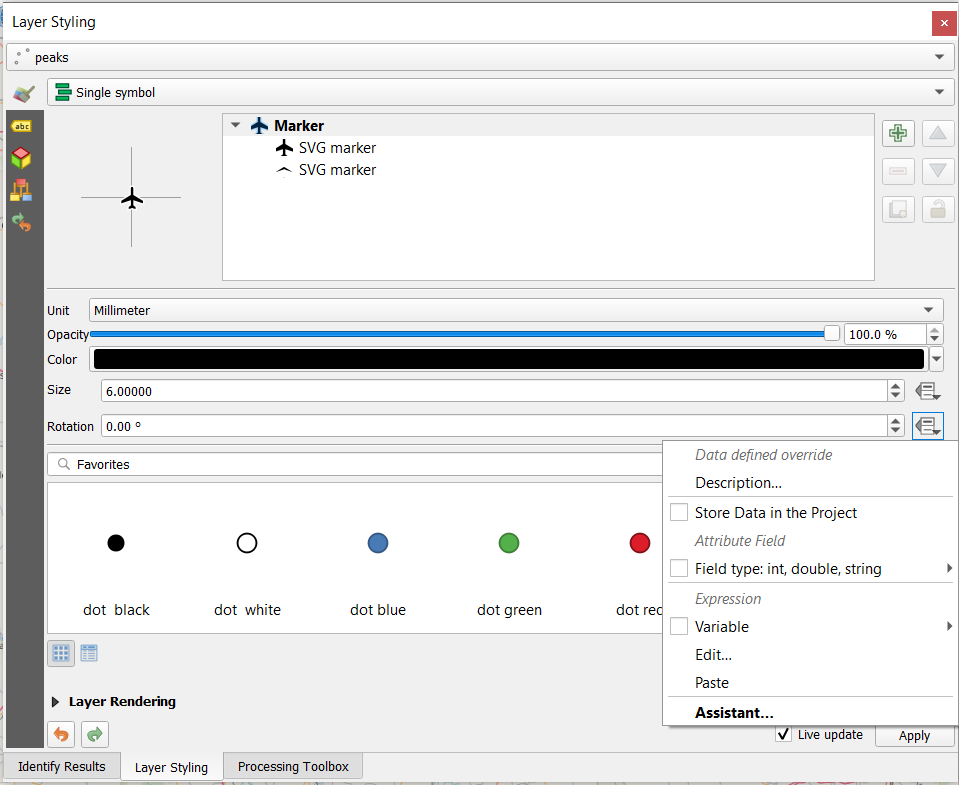 Layer Styling
peaks
Single symbol
abc
Marker
SVG marker
SVG marker
Unit
Millimeter
Opacity
100.0 %
Color
Size
6.00000
Rotation
0.00 °
Favorites
Data defined override
Description...
Store Data in the Project
Attribute Field
Field type: int, double, string
Expression
Variable
Edit...
Paste
Assistant...
dot black
dot white
dot blue
dot green
dot red
Layer Rendering
Live update
Apply
Identify Results
Layer Styling
Processing Toolbox